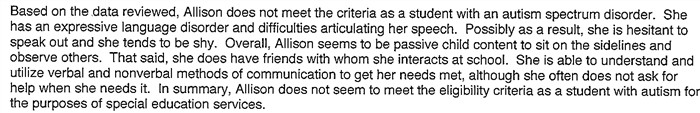 Based on the data reviewed, Allison does not meet the criteria as a student with an autism spectrum disorder. She
has an expressive language disorder and difficulties articulating her speech. Possibly as a result, she is hesitant to
speak out and she tends to be shy. Overall, Allison seems to be passive child content to sit on the sidelines and
observe others. That said, she does have friends with whom she interacts at school. She is able to understand and
utilize verbal and nonverbal methods of communication to get her needs met, although she often does not ask for
help when she needs it. In summary, Allison does not seem to meet the eligibility criteria as a student with autism for
the purposes of special education services.